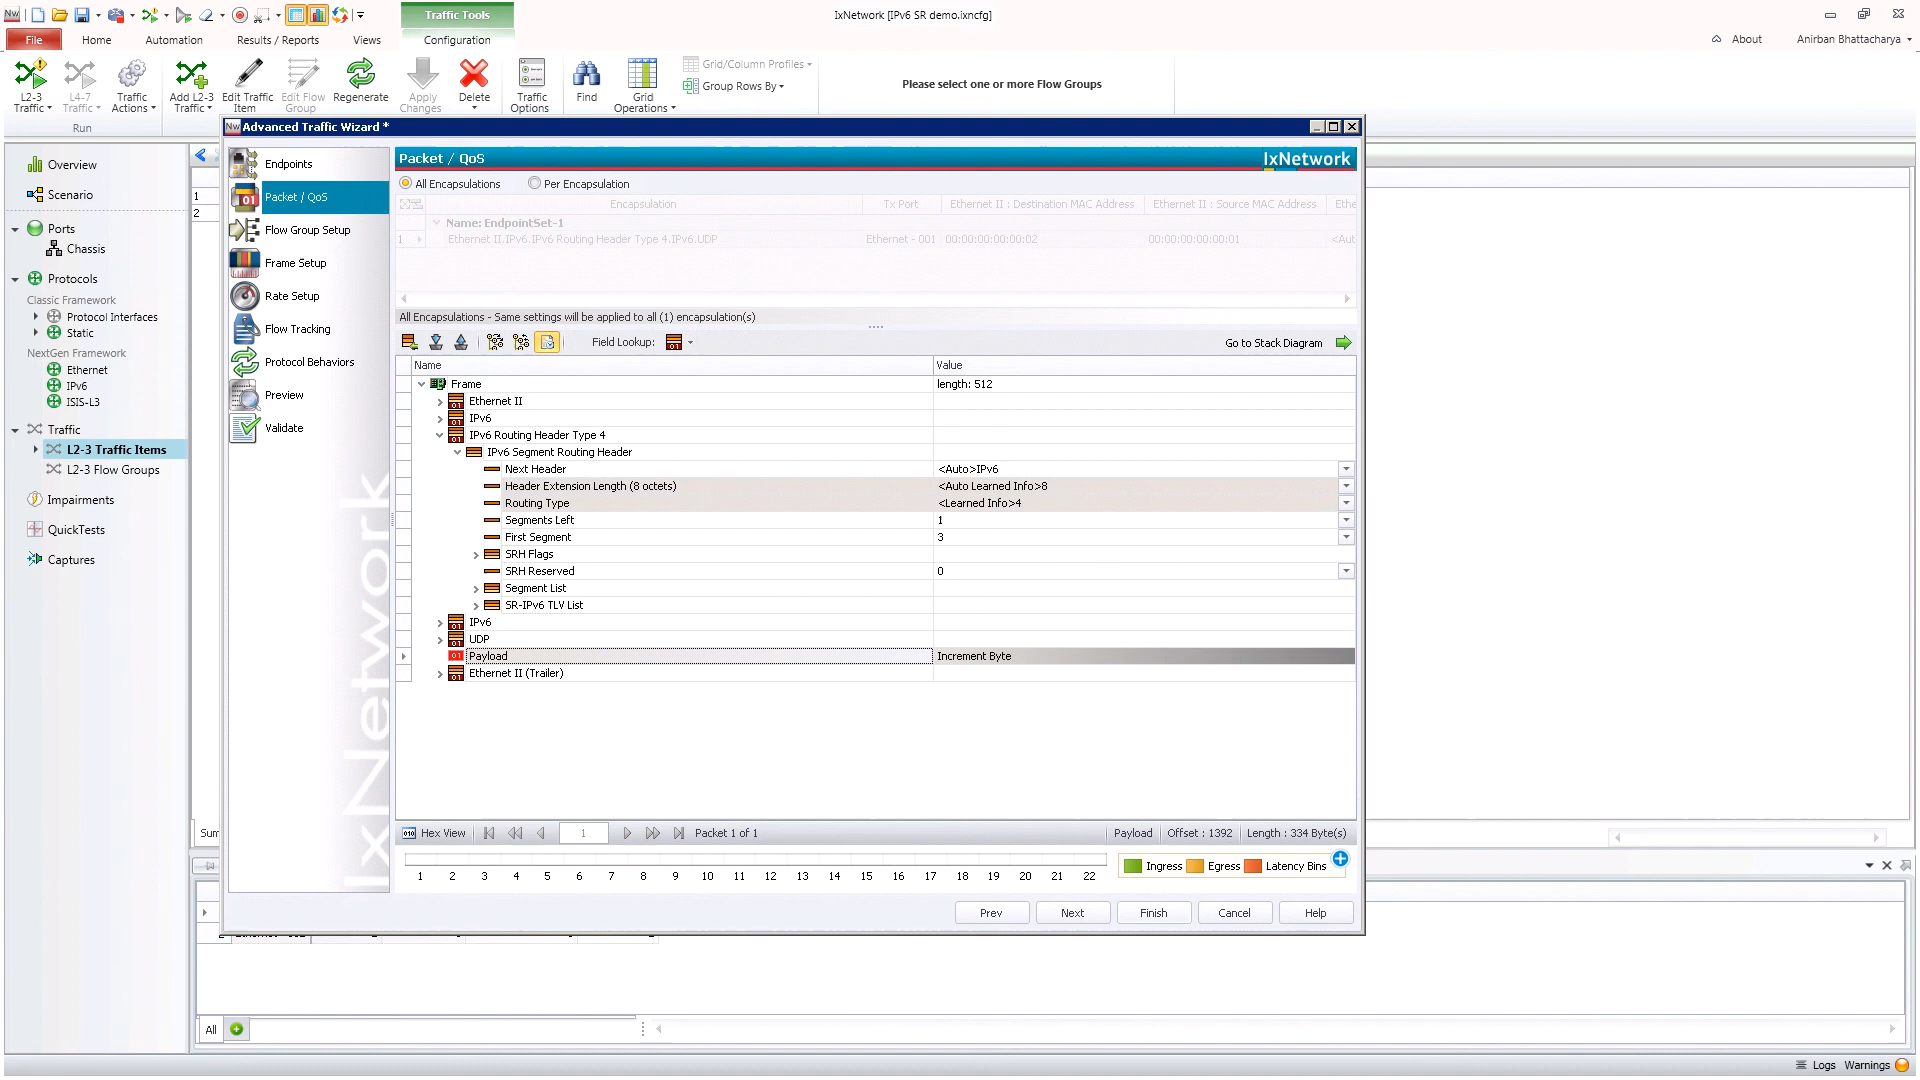 Nw
Traffic Tools
IxNetwork [IPv6 SR demo.ixncfg]
File
Home
Automation
Results / Reports
Views
Configuration
About
Anirban Bhattacharya
L2-3 Traffic
L4-7 Traffic
Traffic Actions
Add L2-3 Traffic
Edit Traffic Item
Edit Flow Group
Regenerate
Apply Changes
Delete
Traffic Options
Find
Grid Operations
Grid/Column Profiles
Group Rows By
Please select one or more Flow Groups
Run
Overview
Scenario
Ports
Chassis
Protocols
Classic Framework
Protocol Interfaces
Static
NextGen Framework
Ethernet
IPv6
ISIS-L3
Traffic
L2-3 Traffic Items
L2-3 Flow Groups
Impairments
QuickTests
Captures
1
2
Sum
Nw Advanced Traffic Wizard *
Endpoints
Packet / QoS
Flow Group Setup
Frame Setup
Rate Setup
Flow Tracking
Protocol Behaviors
Preview
Validate
IxNetwork
Packet / QoS
IxNetwork
All Encapsulations
Per Encapsulation
Encapsulation
Tx Port
Ethernet II : Destination MAC Address
Ethernet II : Source MAC Address
Ethe
Name: EndpointSet-1
1
Ethernet II.IPv6.IPv6 Routing Header Type 4.IPv6.UDP
Ethernet - 001
00:00:00:00:00:02
00:00:00:00:00:01
<Aut
All Encapsulations - Same settings will be applied to all (1) encapsulation(s)
Field Lookup:
Go to Stack Diagram
Name
Value
Frame
length: 512
Ethernet II
IPv6
IPv6 Routing Header Type 4
IPv6 Segment Routing Header
Next Header
<Auto>IPv6
Header Extension Length (8 octets)
<Auto Learned Info>8
Routing Type
<Learned Info>4
Segments Left
1
First Segment
3
SRH Flags
SRH Reserved
0
Segment List
SR-IPv6 TLV List
IPv6
UDP
Payload
Increment Byte
Ethernet II (Trailer)
Hex View
1
Packet 1 of 1
Payload
Offset : 1392
Length : 334 Byte(s)
1 2 3 4 5 6 7 8 9 10 11 12 13 14 15 16 17 18 19 20 21 22
Ingress
Egress
Latency Bins
Prev
Next
Finish
Cancel
Help
All
Logs
Warnings